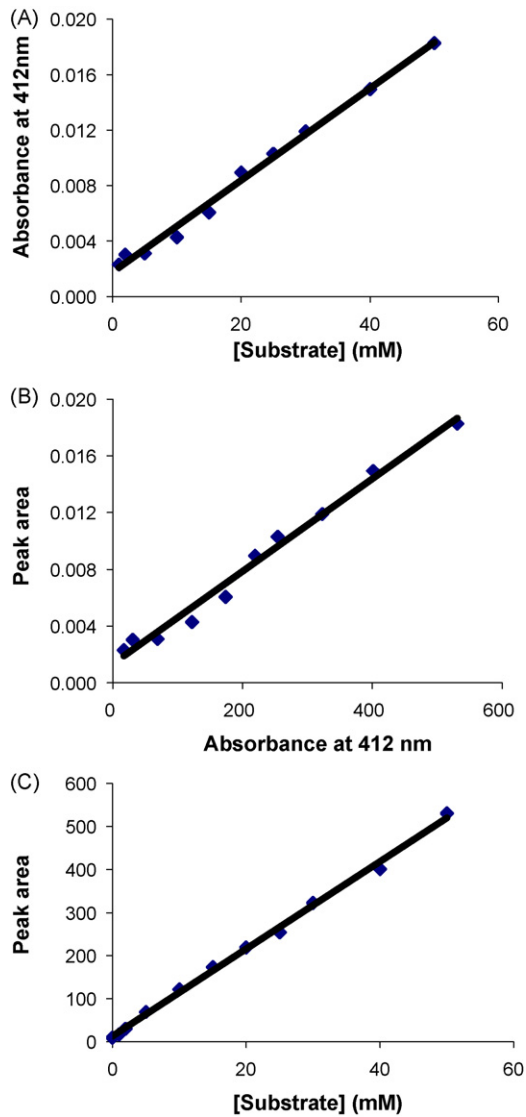 (A)
Absorbance at 412nm
0.020
0.016
0.012
0.008
0.004
0.000
0 20 40 60
[Substrate] (mM)
(B)
Peak area
0.020
0.016
0.012
0.008
0.004
0.000
0 200 400 600
Absorbance at 412 nm
(C)
Peak area
600
500
400
300
200
100
0
0 20 40 60
[Substrate] (mM)